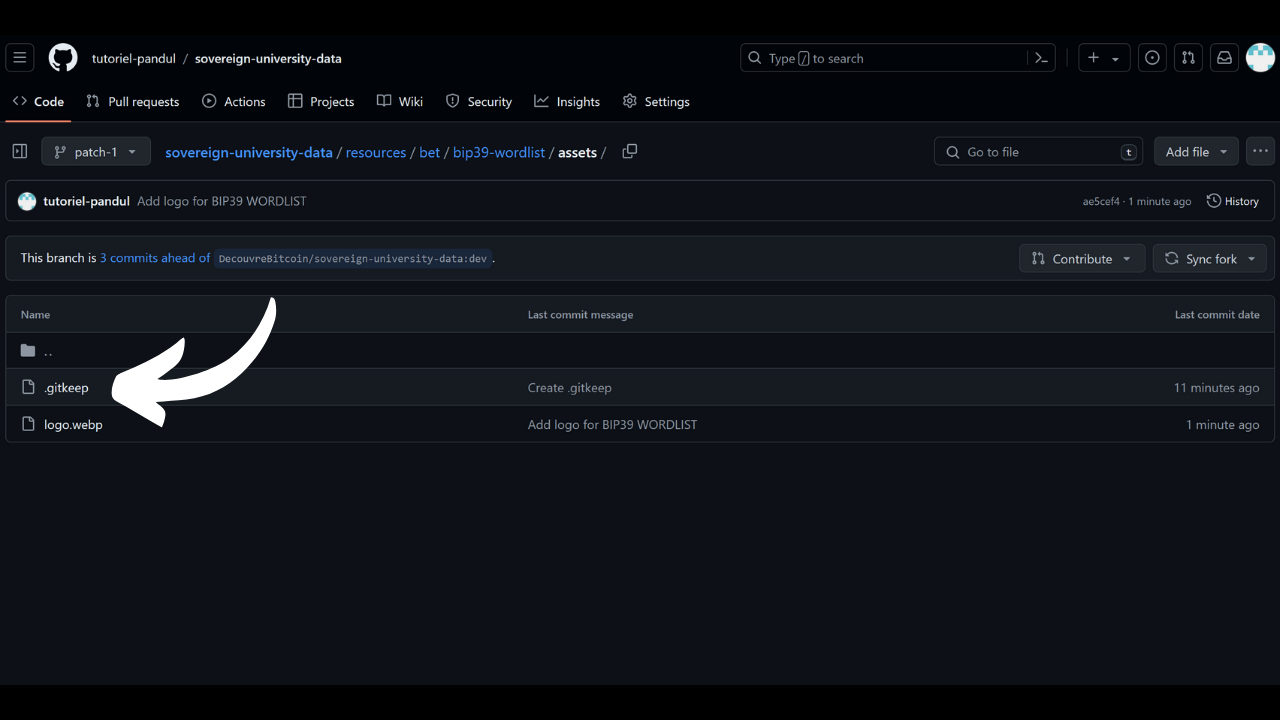 tutoriel-pandul / sovereign-university-data Type / to search
Code Pull requests Actions Projects Wiki Security Insights Settings
patch-1 sovereign-university-data / resources / bet / bip39-wordlist / assets / Go to file t Add file
tutoriel-pandul Add logo for BIP39 WORDLIST ae5cef4 · 1 minute ago History
This branch is 3 commits ahead of DecouvreBitcoin/sovereign-university-data:dev. Contribute Sync fork
Name Last commit message Last commit date
..
.gitkeep Create .gitkeep 11 minutes ago
logo.webp Add logo for BIP39 WORDLIST 1 minute ago